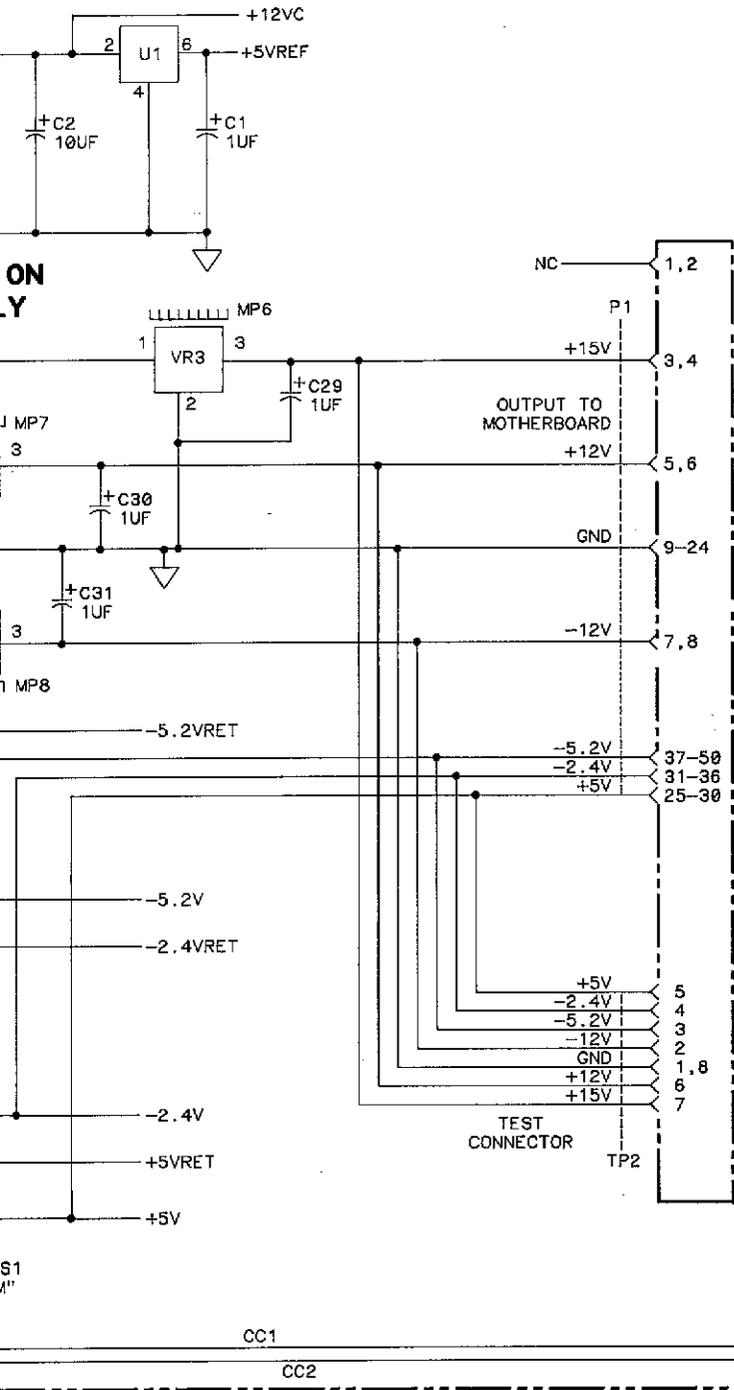 +12VC
2
U1
6
+5VREF
4
+C2
10UF
+C1
1UF
ON
LY
NC
1,2
MP6
P1
1
VR3
3
+15V
3,4
2
+C29
1UF
OUTPUT TO
MOTHERBOARD
MP7
3
+12V
5,6
+C30
1UF
GND
9-24
+C31
1UF
3
-12V
7,8
MP8
-5.2VRET
-5.2V
37-50
-2.4V
31-36
+5V
25-30
-5.2V
-2.4VRET
+5V
5
-2.4V
4
-5.2V
3
-12V
2
GND
1,8
+12V
6
+15V
7
-2.4V
TEST
CONNECTOR
+5VRET
TP2
+5V
S1
M"
CC1
CC2